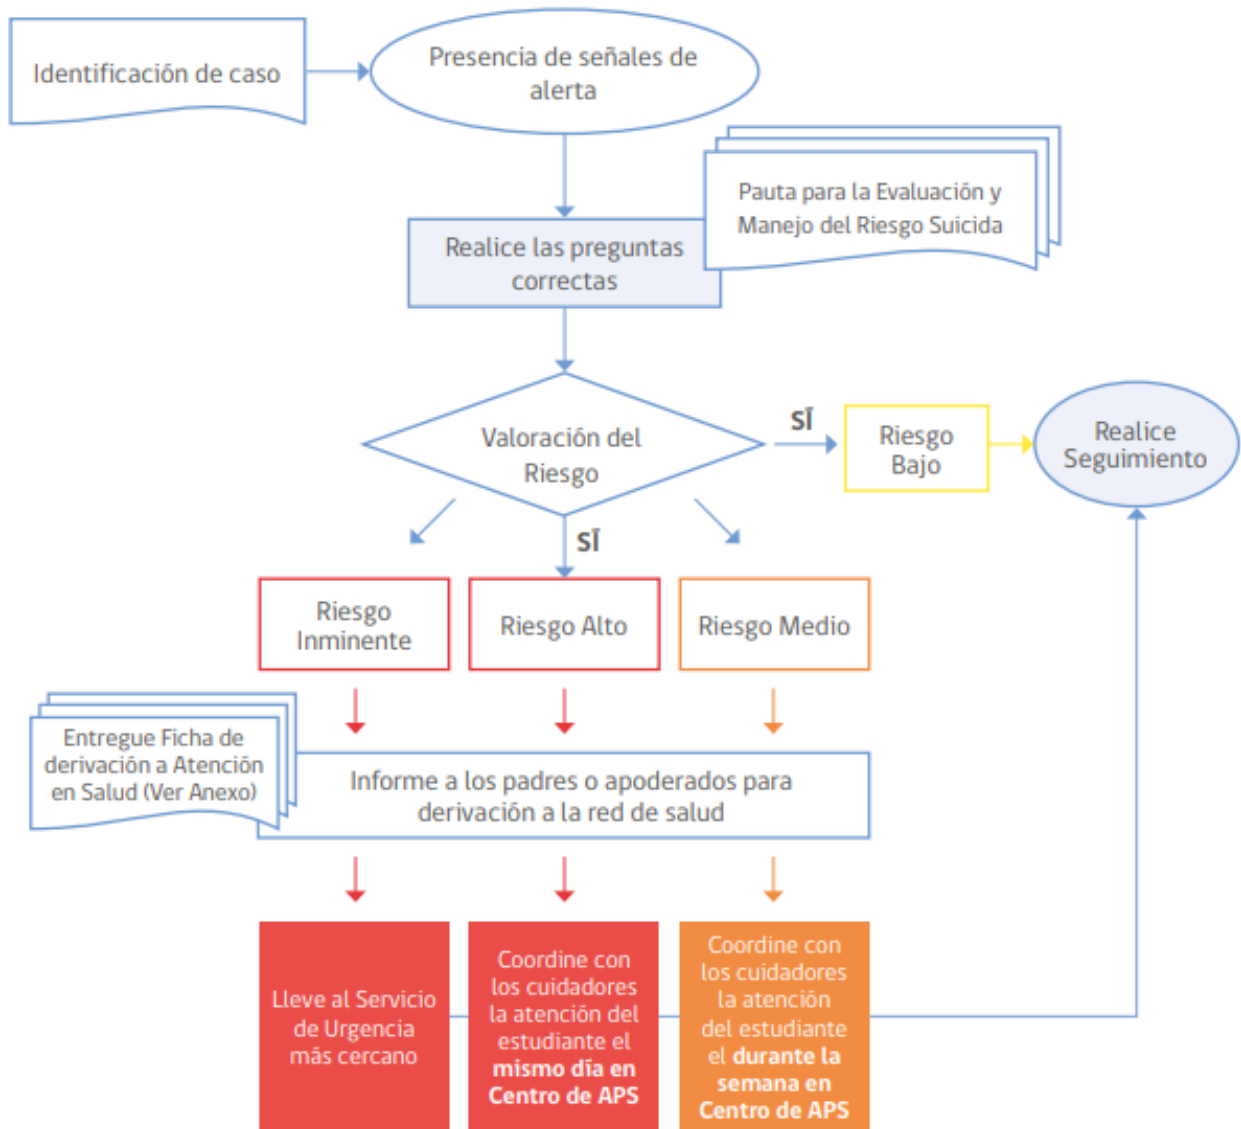 Identificación de caso
Presencia de señales de
alerta
Pauta para la Evaluación y
Manejo del Riesgo Suicida
Realice las preguntas
correctas
Valoración del
Riesgo
SÍ
Riesgo
Bajo
Realice
Seguimiento
SÍ
Riesgo
Inminente
Riesgo Alto
Riesgo Medio
Entregue Ficha de
derivación a Atención
en Salud (Ver Anexo)
Informe a los padres o apoderados para
derivación a la red de salud
Lleve al Servicio
de Urgencia
más cercano
Coordine con
los cuidadores
la atención del
estudiante el
mismo día en
Centro de APS
Coordine con
los cuidadores
la atención
del estudiante
el durante la
semana en
Centro de APS